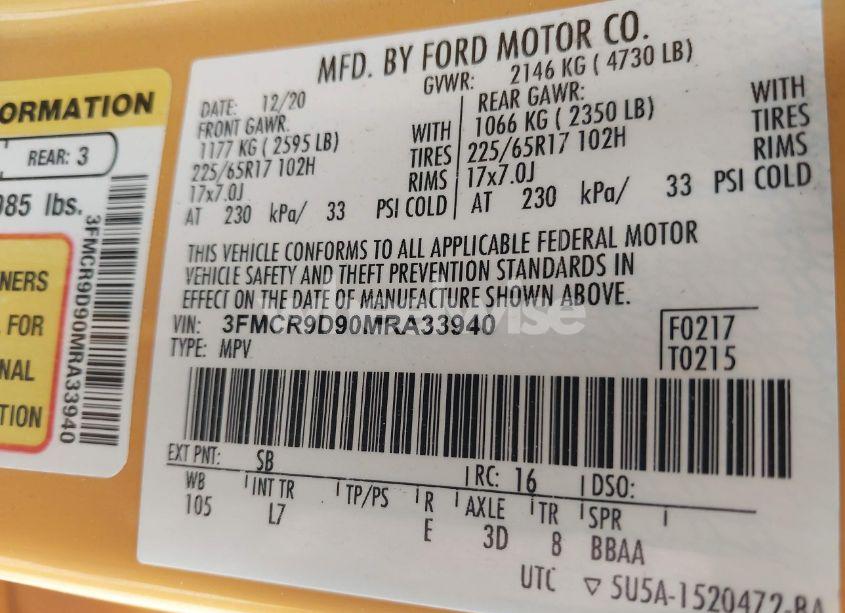 ORMATION
REAR: 3
985 lbs.
3FMCR9D90MRA33940
NERS
FOR
NAL
TION
MFD. BY FORD MOTOR CO.
DATE: 12/20 GVWR: 2146 KG ( 4730 LB)
FRONT GAWR: REAR GAWR:
1177 KG ( 2595 LB) WITH 1066 KG ( 2350 LB) WITH
225/65R17 102H TIRES 225/65R17 102H TIRES
17x7.0J RIMS 17x7.0J RIMS
AT 230 kPa/ 33 PSI COLD AT 230 kPa/ 33 PSI COLD
THIS VEHICLE CONFORMS TO ALL APPLICABLE FEDERAL MOTOR
VEHICLE SAFETY AND THEFT PREVENTION STANDARDS IN
EFFECT ON THE DATE OF MANUFACTURE SHOWN ABOVE.
VIN: 3FMCR9D90MRA33940 F0217
TYPE: MPV T0215
EXT PNT: SB RC: 16 DSO:
WB INT TR TP/PS R AXLE TR SPR
105 L7 E 3D 8 BBAA
UTC ▽ 5U5A-1520472-BA